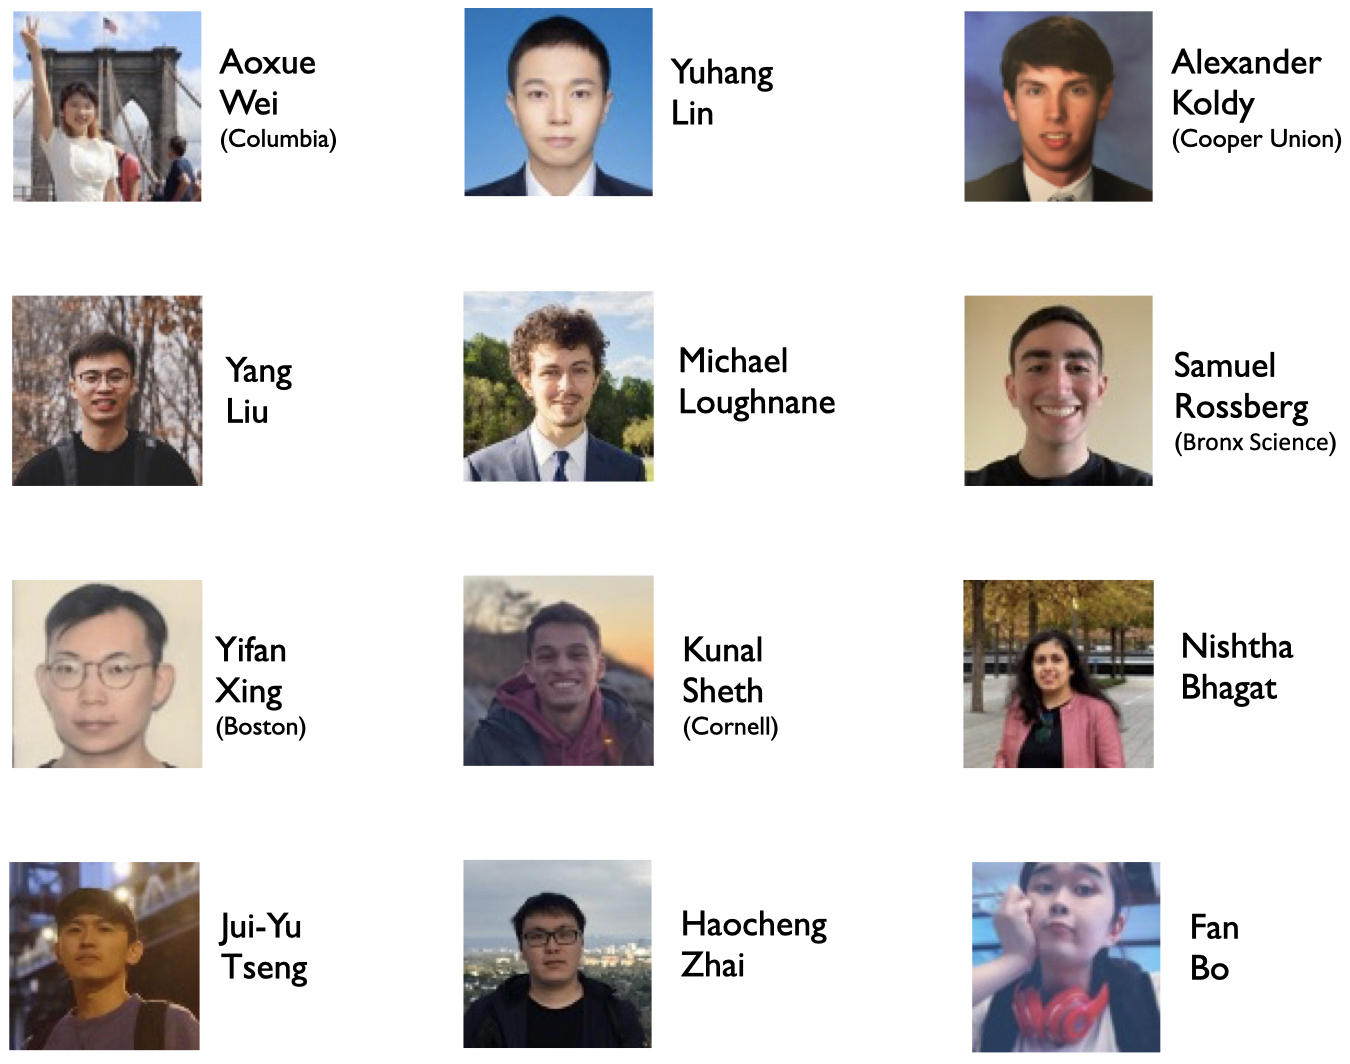 Aoxue
Wei
(Columbia)
Yuhang
Lin
Alexander
Koldy
(Cooper Union)
Yang
Liu
Michael
Loughnane
Samuel
Rossberg
(Bronx Science)
Yifan
Xing
(Boston)
Kunal
Sheth
(Cornell)
Nishtha
Bhagat
Jui-Yu
Tseng
Haocheng
Zhai
Fan
Bo